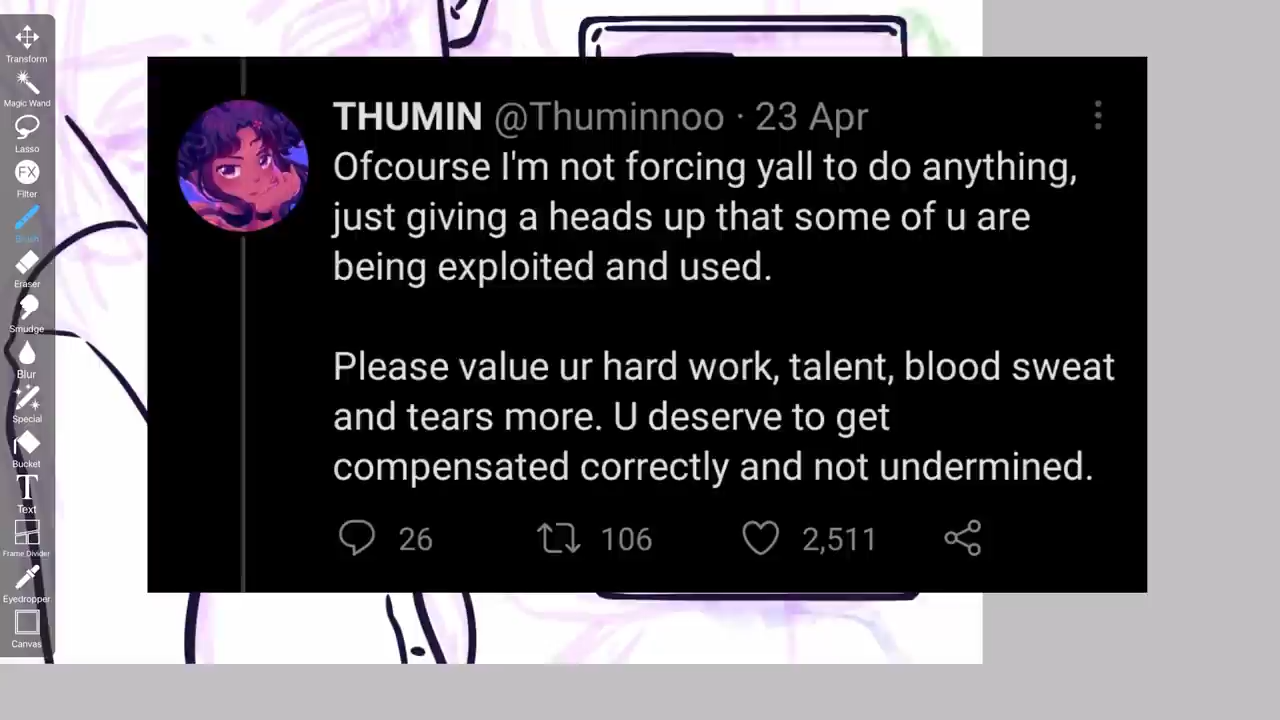 Transform
Magic Wand
Lasso
FX
Filter
Brush
Eraser
Smudge
Blur
Special
Bucket
T
Text
Frame Divider
Eyedropper
Canvas
THUMIN @Thuminnoo · 23 Apr
Ofcourse I'm not forcing yall to do anything,
just giving a heads up that some of u are
being exploited and used.
Please value ur hard work, talent, blood sweat
and tears more. U deserve to get
compensated correctly and not undermined.
26 106 2,511